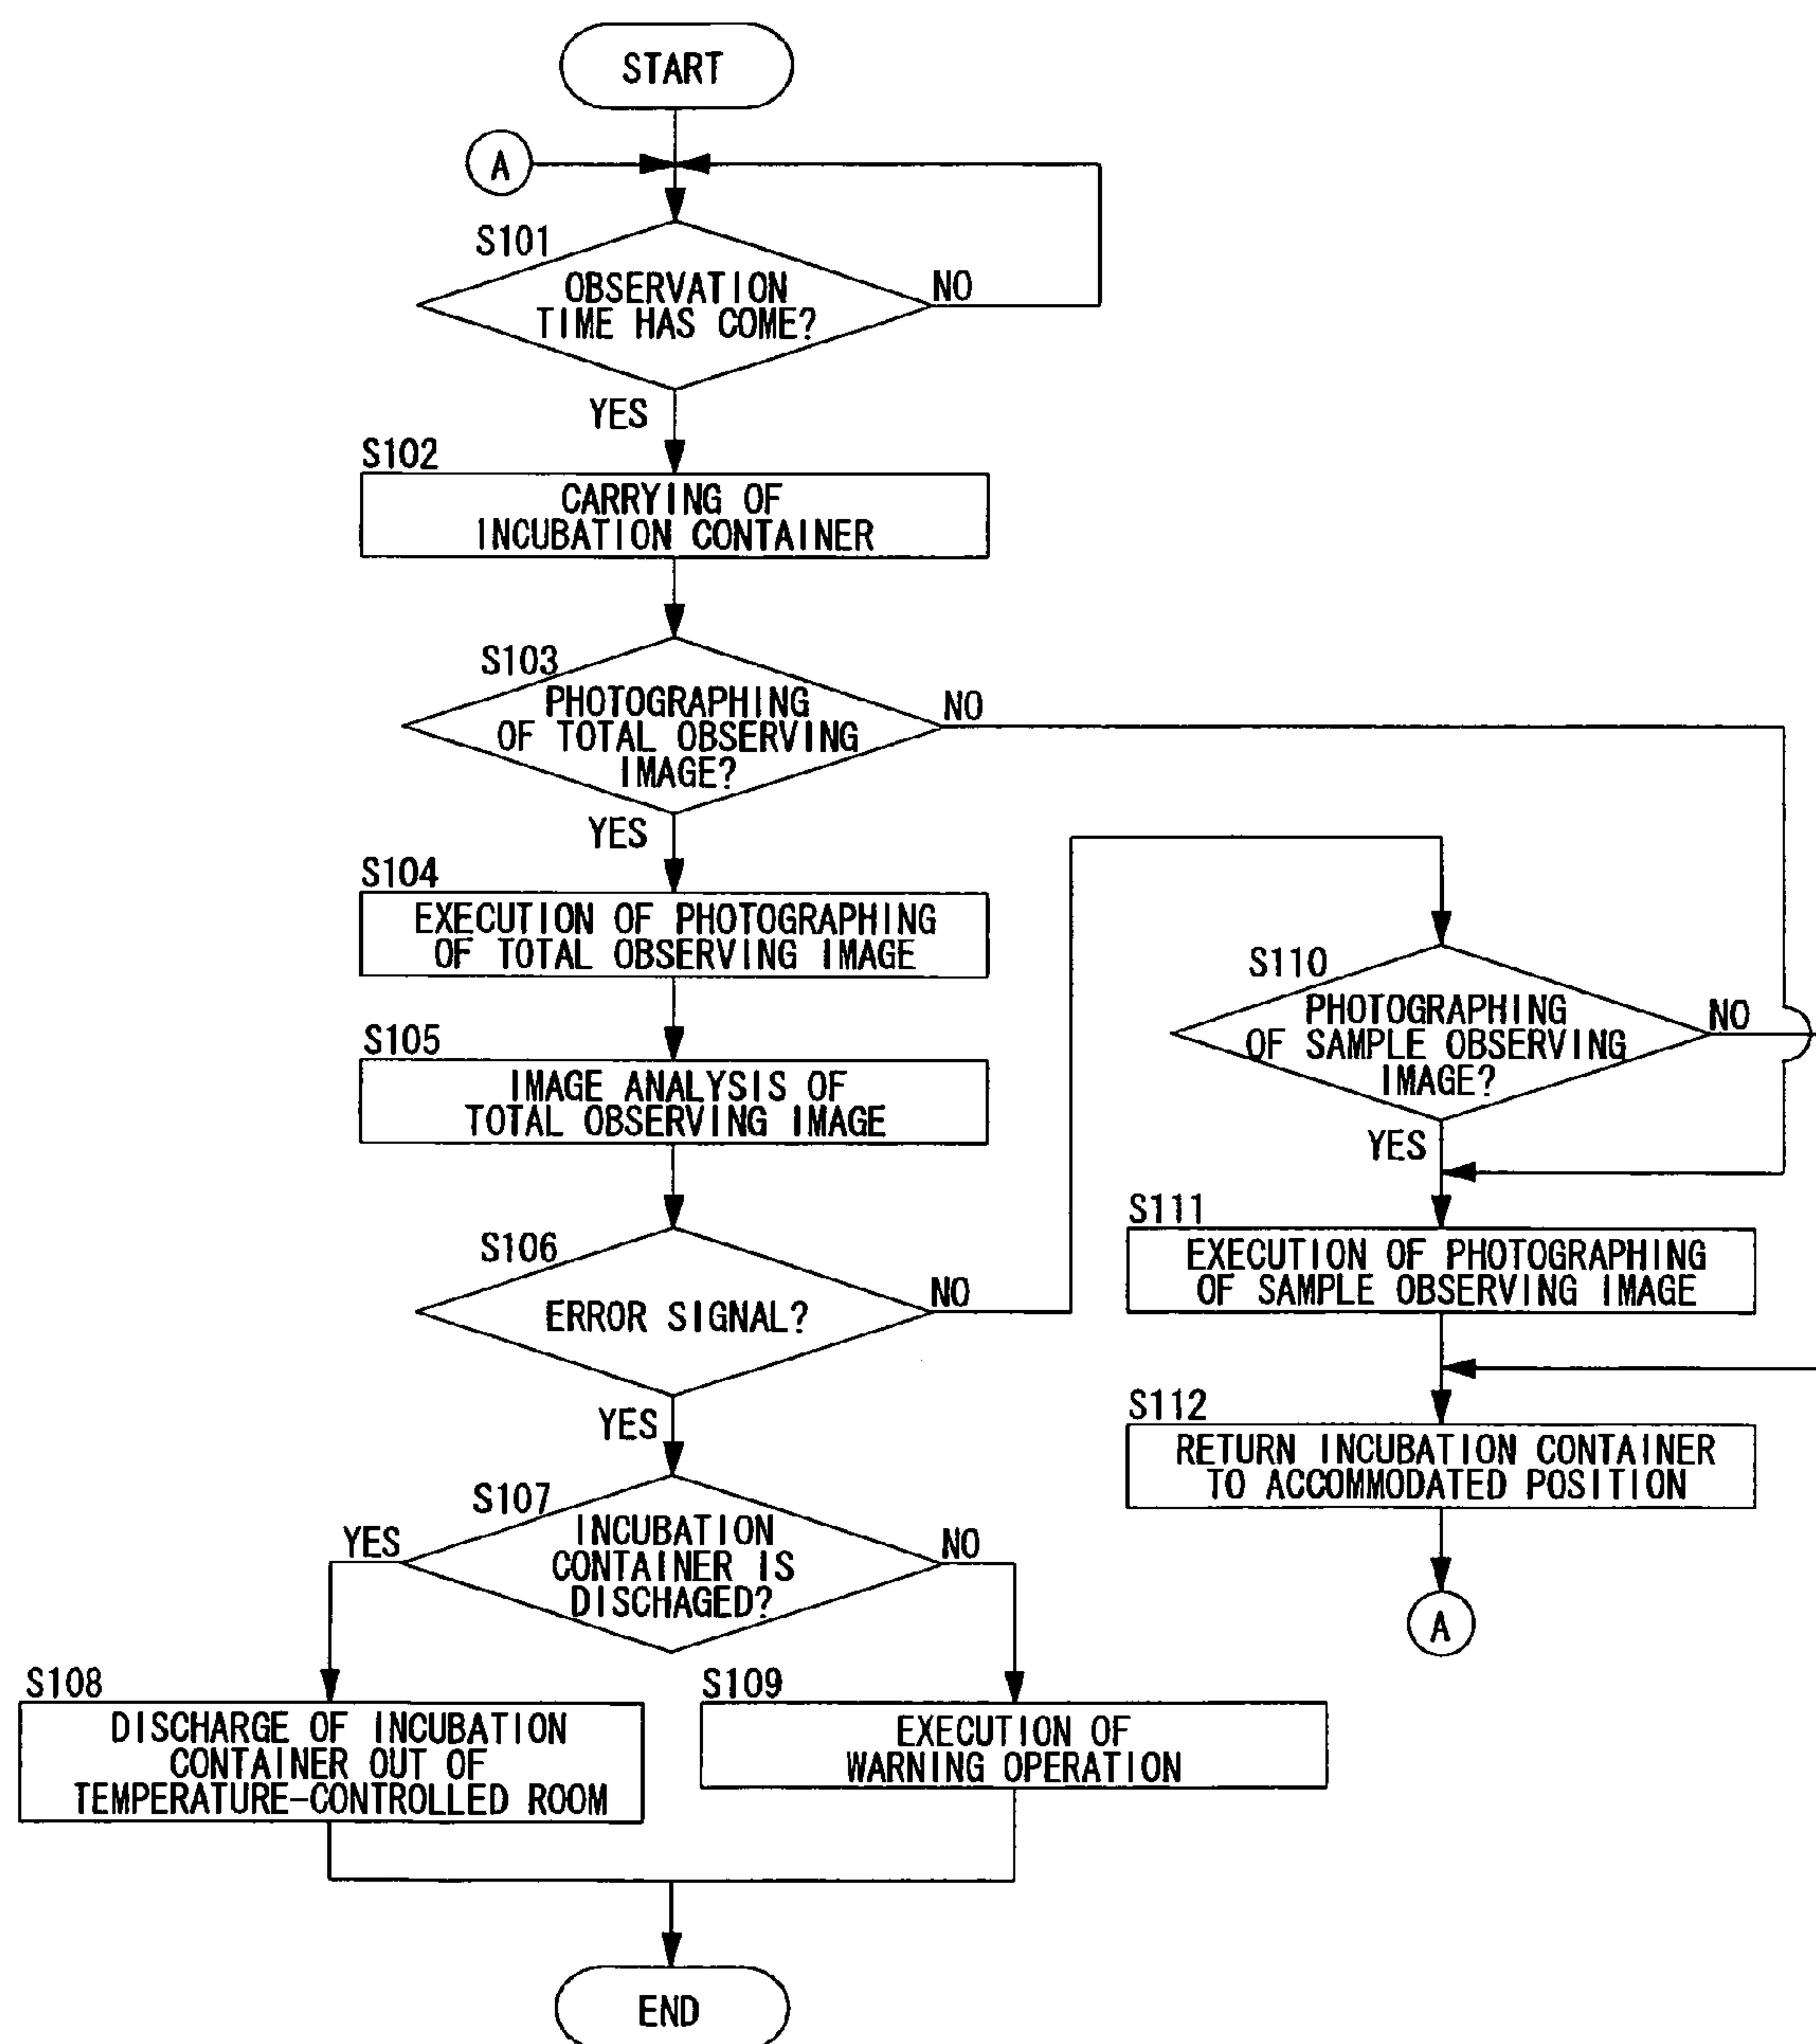 START
A
S101
OBSERVATION
TIME HAS COME?
NO
YES
S102
CARRYING OF
INCUBATION CONTAINER
S103
PHOTOGRAPHING
OF TOTAL OBSERVING
IMAGE?
NO
YES
S104
EXECUTION OF PHOTOGRAPHING
OF TOTAL OBSERVING IMAGE
S105
IMAGE ANALYSIS OF
TOTAL OBSERVING IMAGE
S106
ERROR SIGNAL?
NO
YES
S107
INCUBATION
CONTAINER IS
DISCHAGED?
YES
NO
S108
DISCHARGE OF INCUBATION
CONTAINER OUT OF
TEMPERATURE-CONTROLLED ROOM
S109
EXECUTION OF
WARNING OPERATION
END
S110
PHOTOGRAPHING
OF SAMPLE OBSERVING
IMAGE?
NO
YES
S111
EXECUTION OF PHOTOGRAPHING
OF SAMPLE OBSERVING IMAGE
S112
RETURN INCUBATION CONTAINER
TO ACCOMMODATED POSITION
A